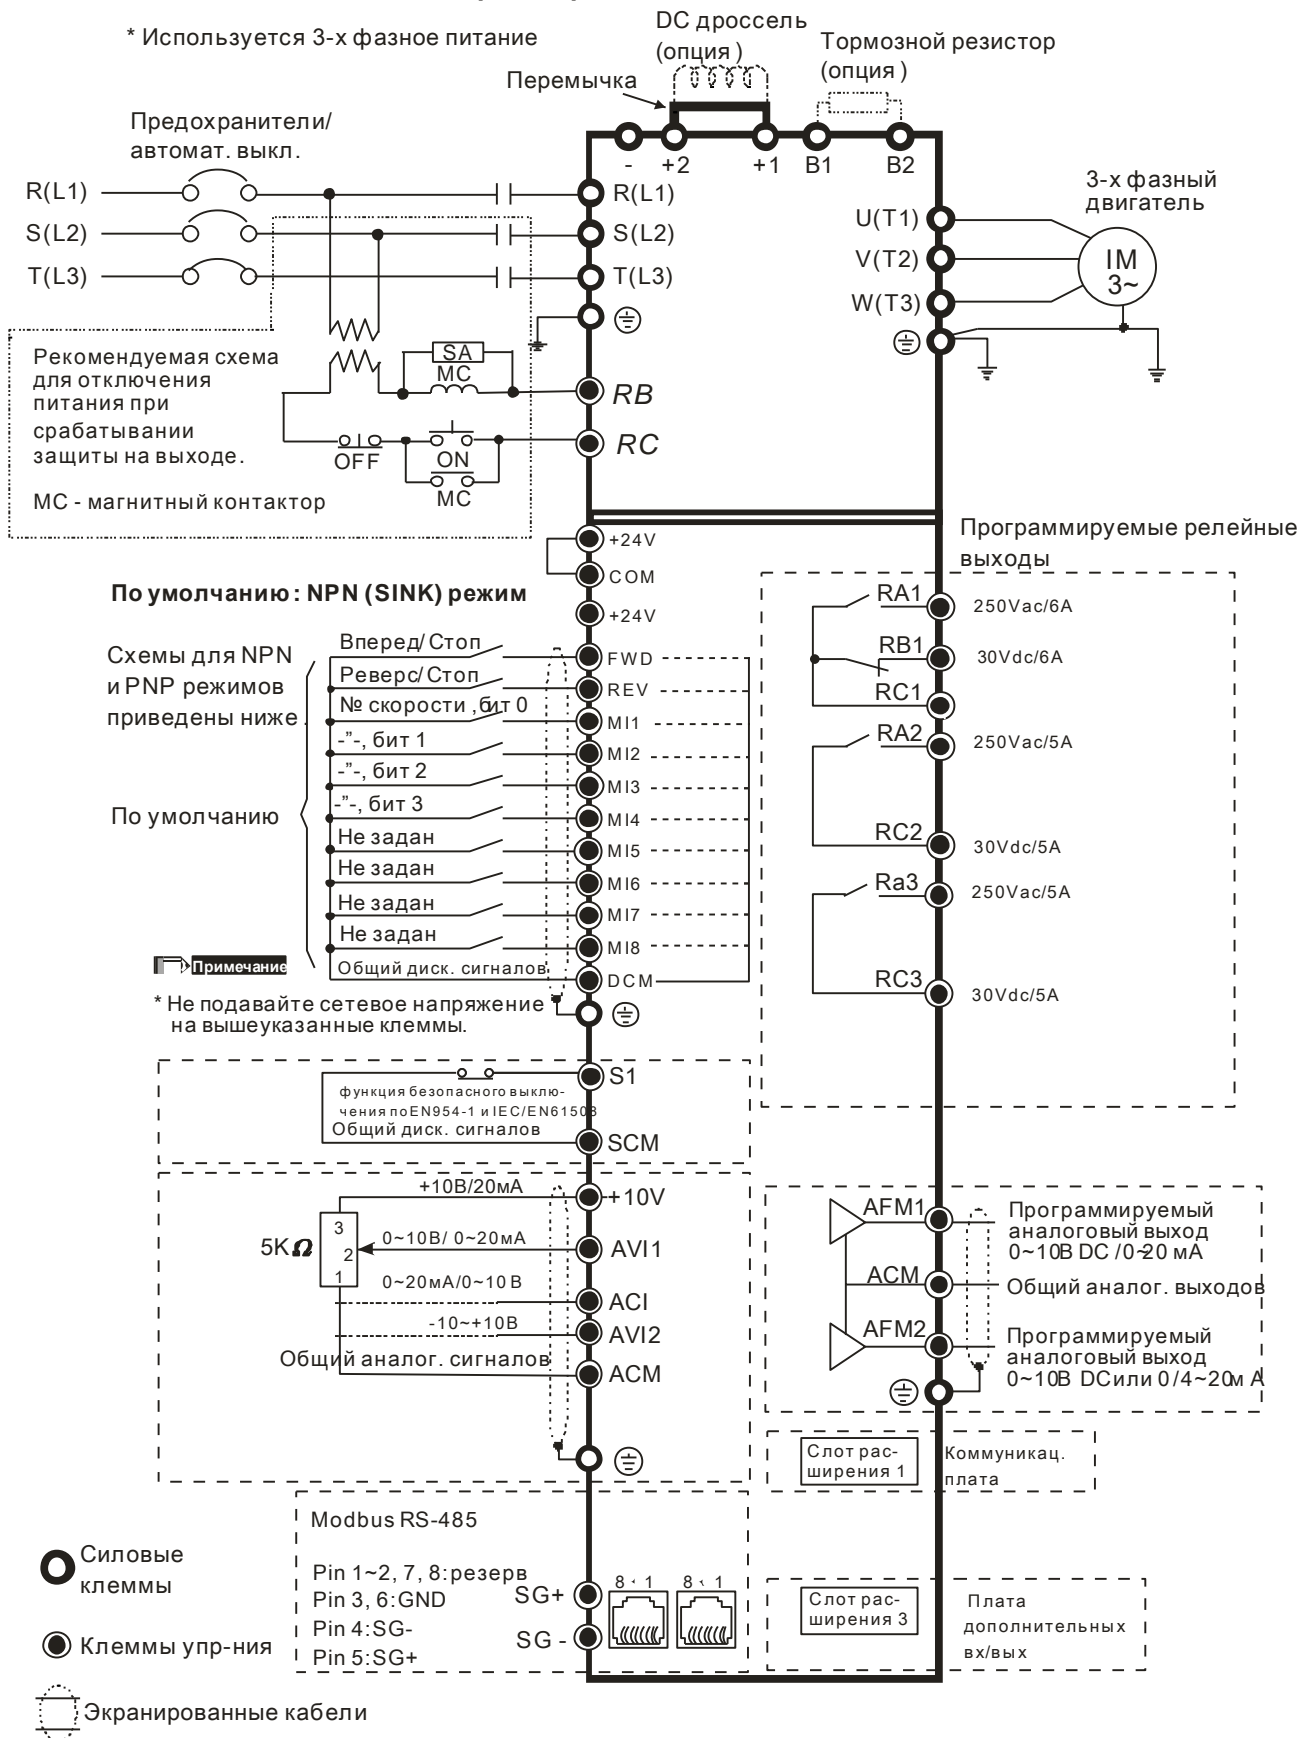 DC дроссель
(опция)
* Используется 3-х фазное питание
Тормозной резистор
(опция)
Перемычка
Предохранители/
автомат. выкл.
- +2 +1 B1 B2
R(L1)
R(L1)
S(L2)
S(L2)
T(L3)
T(L3)
3-х фазный
двигатель
U(T1)
V(T2)
W(T3)
IM
3~
Рекомендуемая схема
для отключения
питания при
срабатывании
защиты на выходе.
MC - магнитный контактор
SA
MC
RB
RC
OFF
ON
MC
+24V
COM
+24V
Программируемые релейные
выходы
По умолчанию: NPN (SINK) режим
Схемы для NPN
и PNP режимов
приведены ниже.
По умолчанию
Вперед/Стоп
FWD
Реверс/Стоп
REV
№ скорости, бит 0
MI1
-”-, бит 1
MI2
-”-, бит 2
MI3
-”-, бит 3
MI4
Не задан
MI5
Не задан
MI6
Не задан
MI7
Не задан
MI8
Общий диск. сигналов
DCM
Примечание
* Не подавайте сетевое напряжение
на вышеуказанные клеммы.
RA1
250Vac/6A
RB1
30Vdc/6A
RC1
RA2
250Vac/5A
RC2
30Vdc/5A
Ra3
250Vac/5A
RC3
30Vdc/5A
S1
функция безопасного выклю-
чения по EN954-1 и IEC/EN61508
Общий диск. сигналов
SCM
+10В/20мА
+10V
5KΩ
3
2
1
0~10В/ 0~20мА
AVI1
0~20мА/0~10В
ACI
-10~+10В
AVI2
Общий аналог. сигналов
ACM
AFM1
Программируемый
аналоговый выход
0~10В DC /0~20 мА
ACM
Общий аналог. выходов
AFM2
Программируемый
аналоговый выход
0~10В DC или 0/4~20мА
Слот рас-
ширения 1
Коммуникац.
плата
Modbus RS-485
Pin 1~2, 7, 8:резерв
Pin 3, 6:GND
Pin 4:SG-
Pin 5:SG+
SG+
SG -
8 1
8 1
Слот рас-
ширения 3
Плата
дополнительных
вх/вых
Силовые
клеммы
Клеммы упр-ния
Экранированные кабели